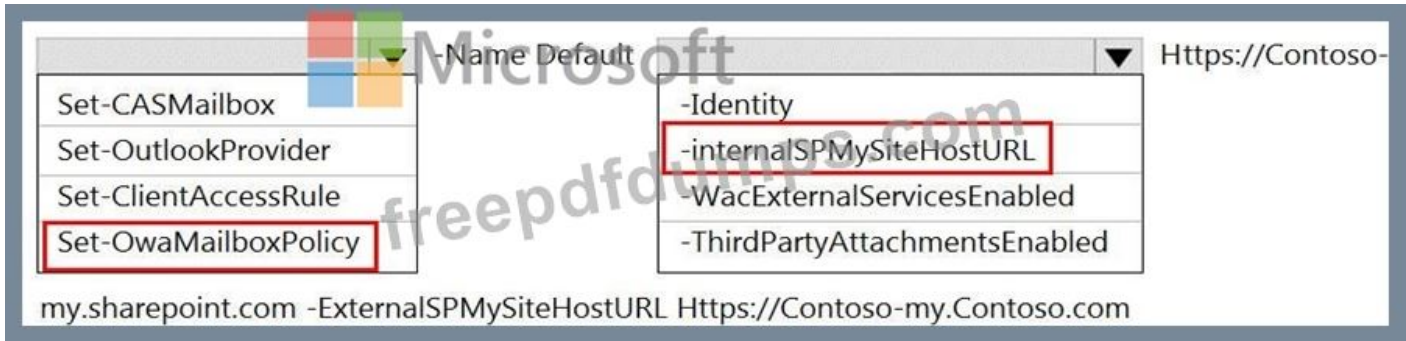 Microsoft
-Name Default
Https://Contoso-
Set-CASMailbox
Set-OutlookProvider
Set-ClientAccessRule
Set-OwaMailboxPolicy
-Identity
-internalSPMySiteHostURL
-WacExternalServicesEnabled
-ThirdPartyAttachmentsEnabled
freepdfdumps.com
my.sharepoint.com -ExternalSPMySiteHostURL Https://Contoso-my.Contoso.com